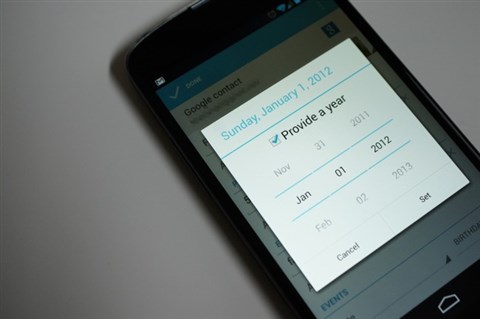 DONE
Google contact
Sunday, January 1, 2012
Provide a year
Nov 31 2011
Jan 01 2012
Feb 02 2013
Cancel Set
EVENTS
BIRTHDAY